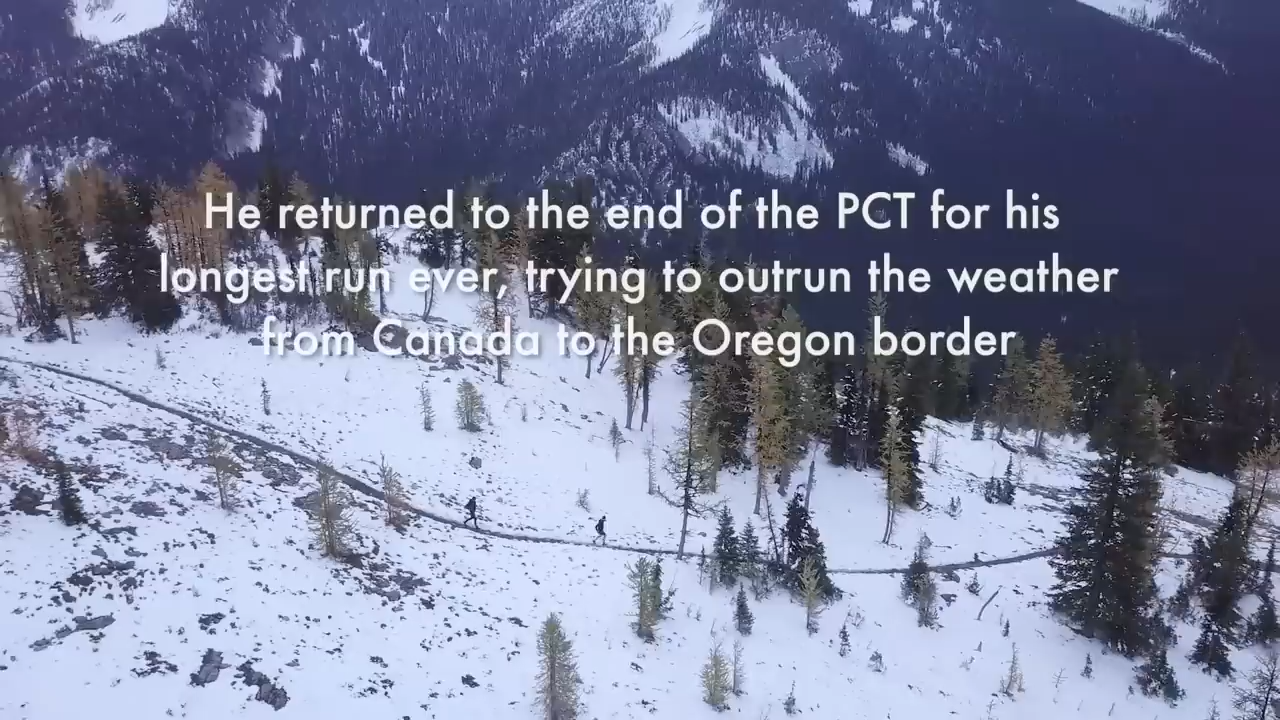 He returned to the end of the PCT for his
longest run ever, trying to outrun the weather
from Canada to the Oregon border